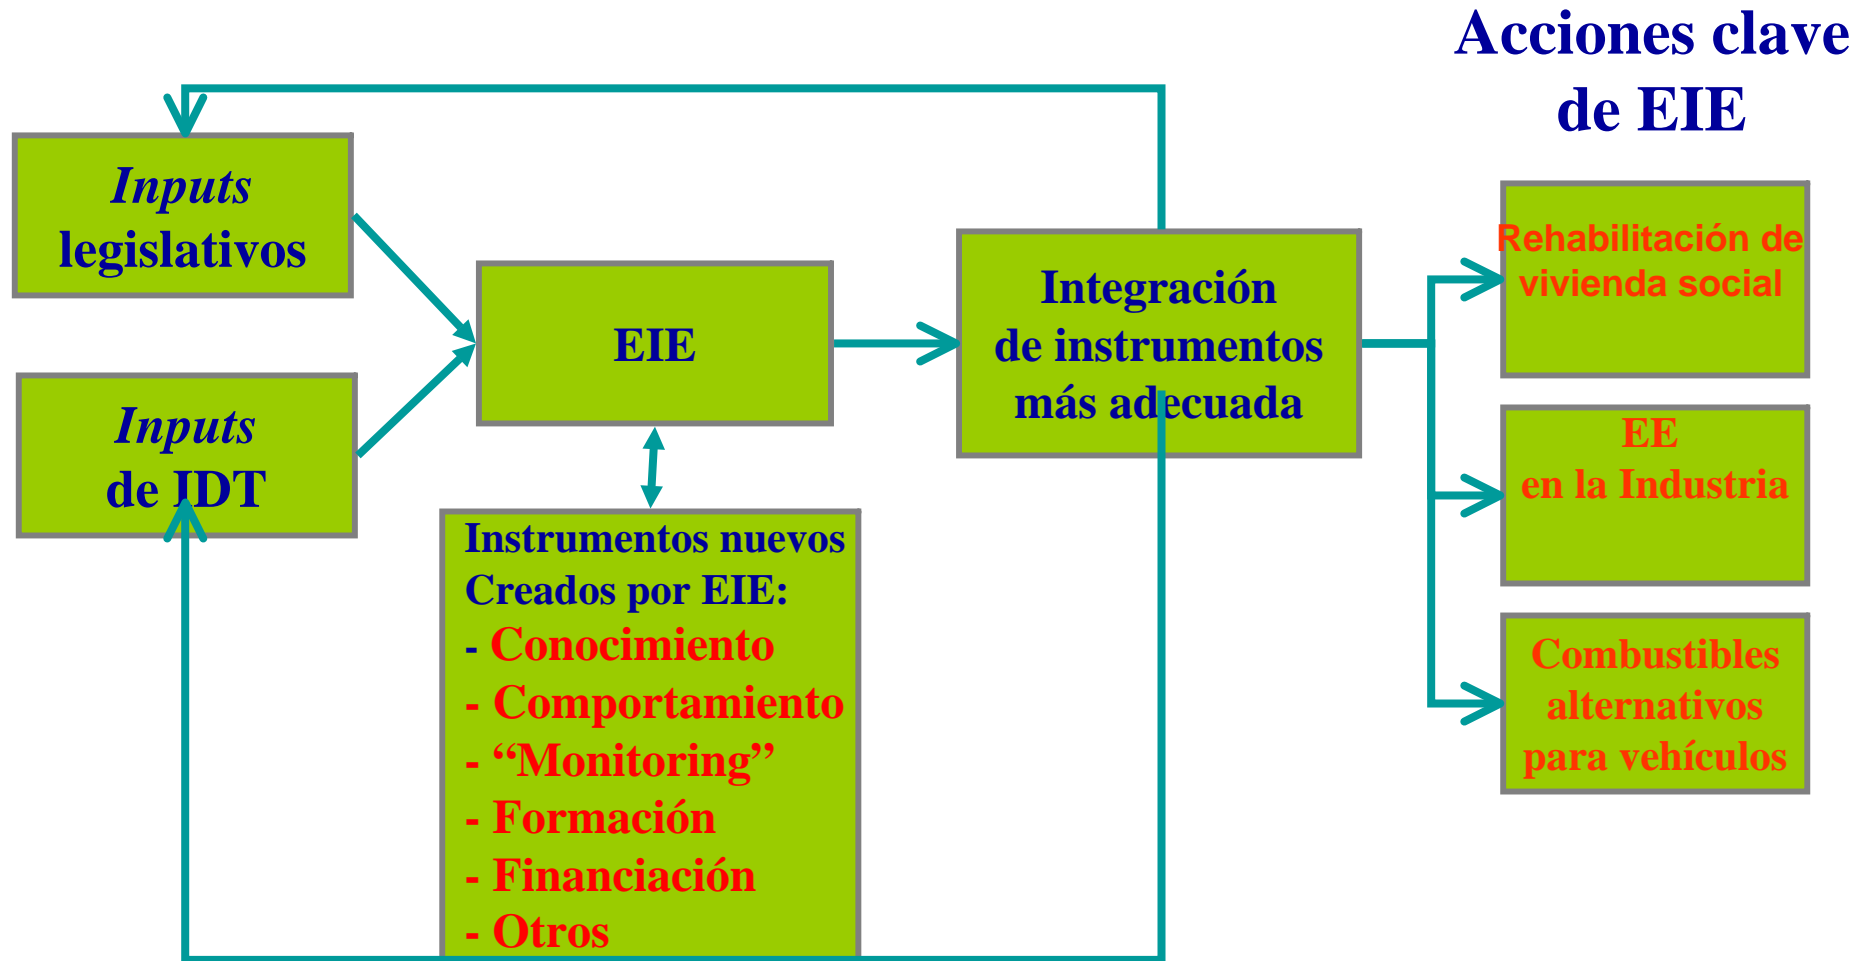 Acciones clave
de EIE
Inputs
legislativos
Inputs
de IDT
EIE
Instrumentos nuevos
Creados por EIE:
- Conocimiento
- Comportamiento
- “Monitoring”
- Formación
- Financiación
- Otros
Integración
de instrumentos
más adecuada
Rehabilitación de
vivienda social
EE
en la Industria
Combustibles
alternativos
para vehículos